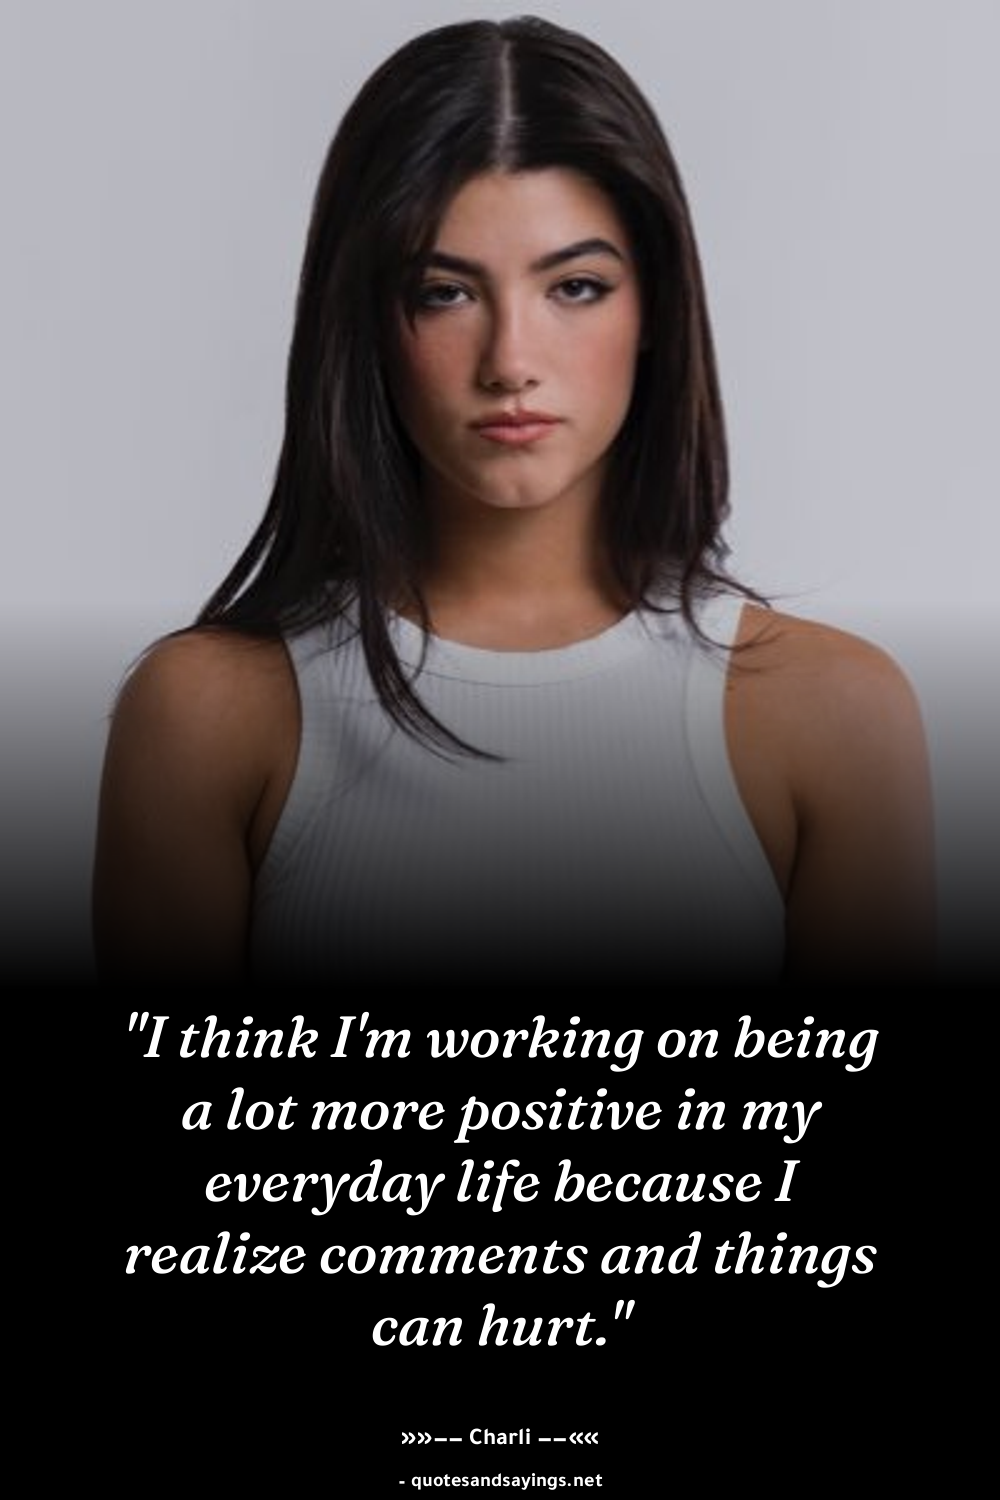 "I think I'm working on being
a lot more positive in my
everyday life because I
realize comments and things
can hurt."
»»–– Charli ––««
- quotesandsayings.net